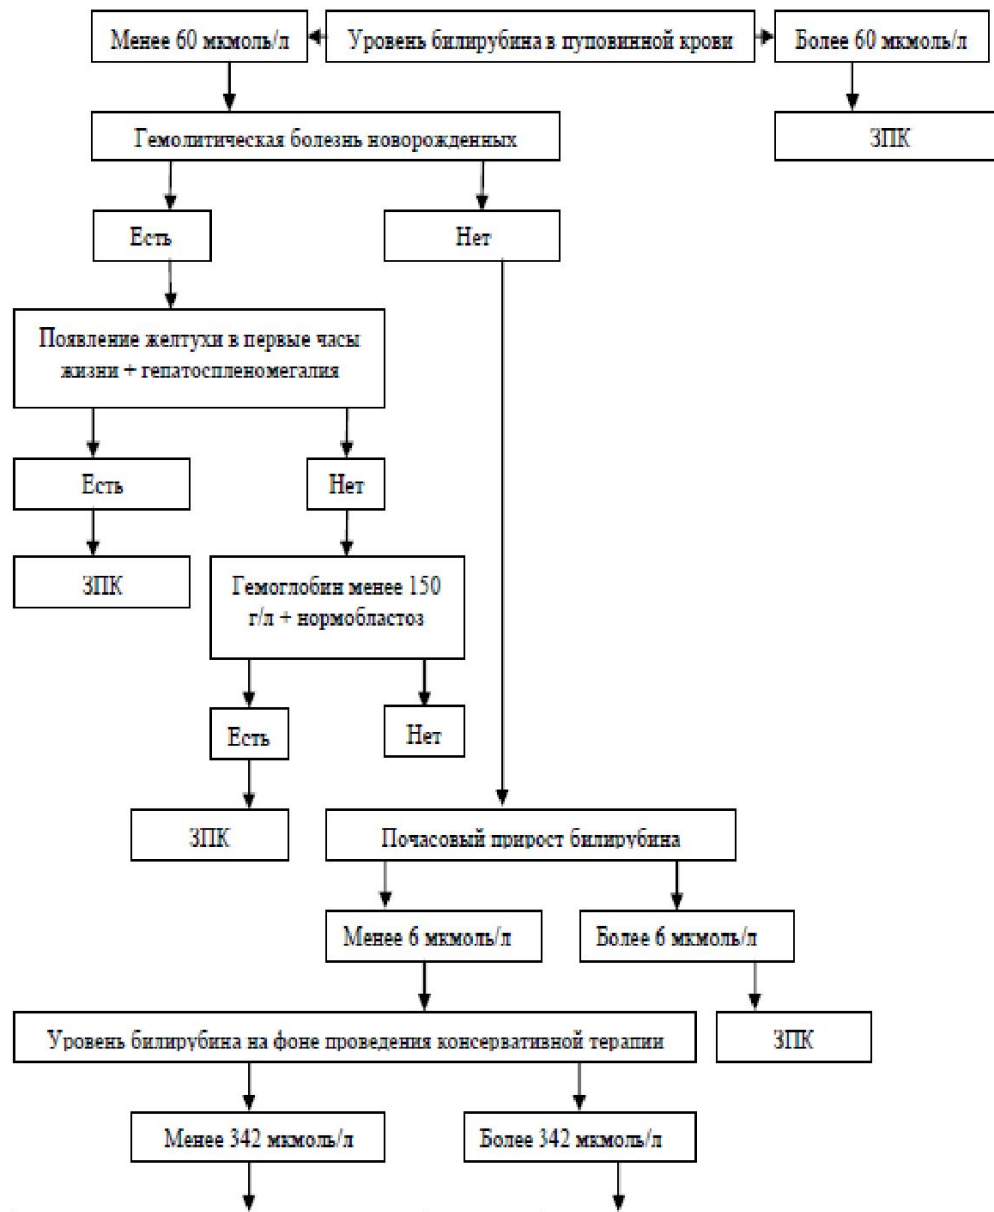 Менее 60 мкмоль/л
Уровень билирубина в пуповинной крови
Более 60 мкмоль/л
Гемолитическая болезнь новорожденных
ЗПК
Есть
Нет
Появление желтухи в первые часы
жизни + гепатоспленомегалия
Есть
Нет
ЗПК
Гемоглобин менее 150
г/л + нормобластоз
Есть
Нет
ЗПК
Почасовый прирост билирубина
Менее 6 мкмоль/л
Более 6 мкмоль/л
Уровень билирубина на фоне проведения консервативной терапии
ЗПК
Менее 342 мкмоль/л
Более 342 мкмоль/л